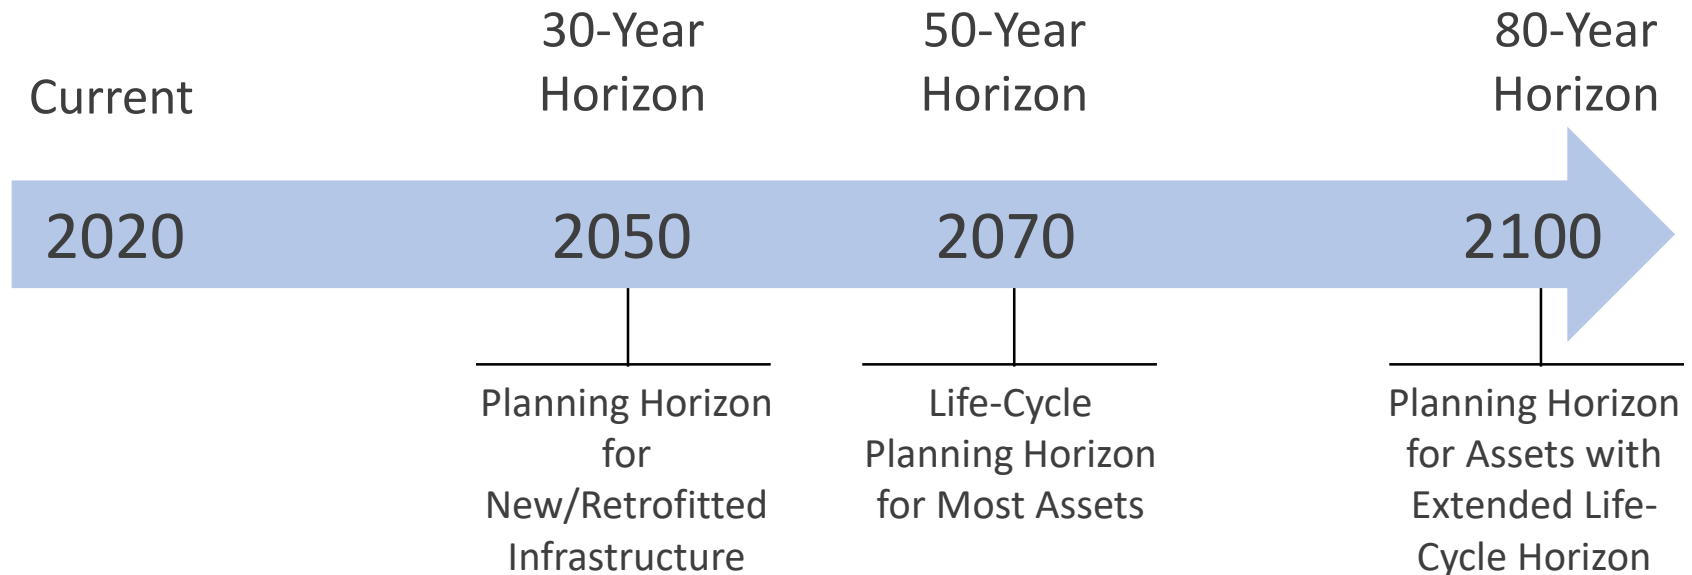 Current
30-Year
Horizon
50-Year
Horizon
80-Year
Horizon
2020
2050
2070
2100
Planning Horizon
for
New/Retrofitted
Infrastructure
Life-Cycle
Planning Horizon
for Most Assets
Planning Horizon
for Assets with
Extended Life-
Cycle Horizon